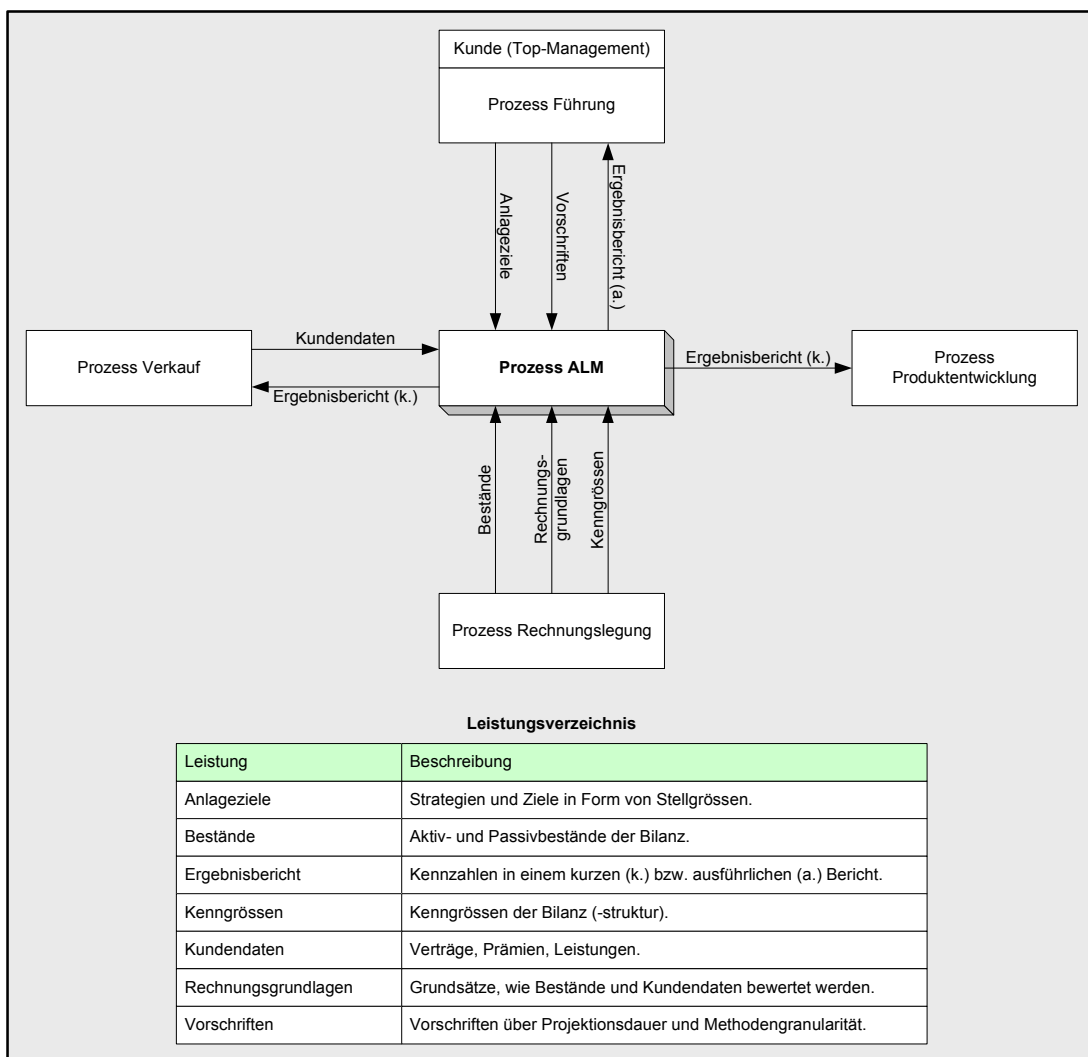 Kunde (Top-Management)
Prozess Führung
Anlageziele
Vorschriften
Ergebnisbericht (a.)
Prozess Verkauf
Kundendaten
Ergebnisbericht (k.)
Prozess ALM
Ergebnisbericht (k.)
Prozess
Produktentwicklung
Bestände
Rechnungs-
grundlagen
Kenngrössen
Prozess Rechnungslegung
Leistungsverzeichnis
Leistung Beschreibung
Anlageziele Strategien und Ziele in Form von Stellgrössen.
Bestände Aktiv- und Passivbestände der Bilanz.
Ergebnisbericht Kennzahlen in einem kurzen (k.) bzw. ausführlichen (a.) Bericht.
Kenngrössen Kenngrössen der Bilanz (-struktur).
Kundendaten Verträge, Prämien, Leistungen.
Rechnungsgrundlagen Grundsätze, wie Bestände und Kundendaten bewertet werden.
Vorschriften Vorschriften über Projektionsdauer und Methodengranularität.